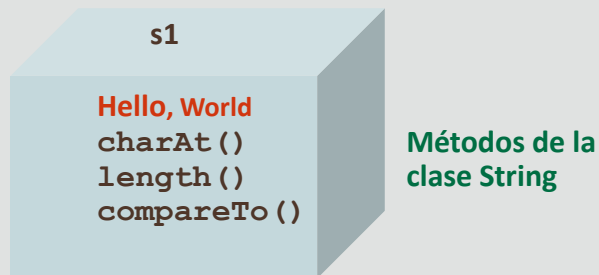 s1
Hello, World
charAt()
length()
compareTo()
Métodos de la
clase String